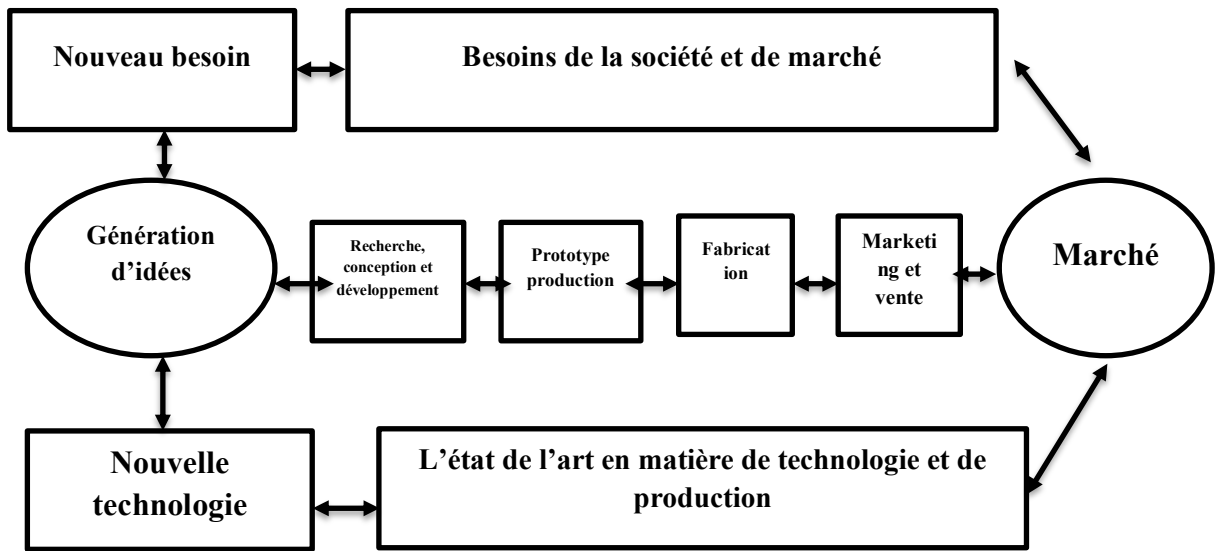 Nouveau besoin
Besoins de la société et de marché
Génération
d’idées
Recherche,
conception et
développement
Prototype
production
Fabricat
ion
Marketi
ng et
vente
Marché
Nouvelle
technologie
L’état de l’art en matière de technologie et de
production